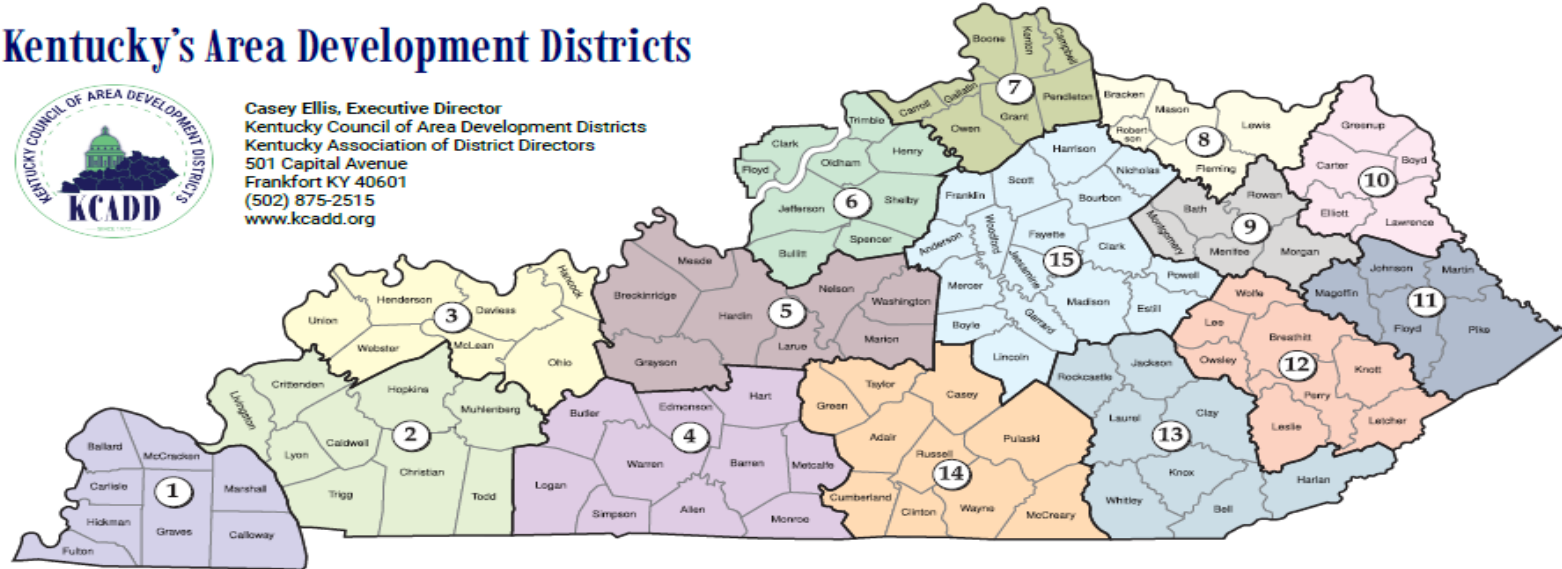 Kentucky's Area Development Districts
KENTUCKY COUNCIL OF AREA DEVELOPMENT DISTRICTS
KCADD
Casey Ellis, Executive Director
Kentucky Council of Area Development Districts
Kentucky Association of District Directors
501 Capital Avenue
Frankfort KY 40601
(502) 875-2515
www.kcadd.org
1
Ballard
McCracken
Carlisle
Marshall
Hickman
Graves
Calloway
Fulton
2
Crittenden
Livingston
Hopkins
Muhlenberg
Caldwell
Lyon
Christian
Trigg
Todd
3
Henderson
Hancock
Daviess
Union
McLean
Webster
Ohio
4
Butler
Edmonson
Hart
Warren
Barren
Metcalfe
Logan
Simpson
Allen
Monroe
5
Meade
Breckinridge
Nelson
Washington
Hardin
Larue
Marion
Grayson
6
Trimble
Clark
Floyd
Oldham
Henry
Jefferson
Shelby
Spencer
Bullitt
7
Boone
Kenton
Campbell
Carroll
Gallatin
Pendleton
Grant
Owen
8
Bracken
Mason
Lewis
Robert
son
Fleming
9
Rowan
Bath
Montgomery
Menifee
Morgan
10
Greenup
Carter
Boyd
Elliott
Lawrence
11
Johnson
Martin
Magoffin
Floyd
Pike
12
Wolfe
Lee
Breathitt
Owsley
Knott
Perry
Leslie
Letcher
13
Jackson
Rockcastle
Laurel
Clay
Knox
Harlan
Whitley
Bell
14
Taylor
Casey
Green
Adair
Pulaski
Russell
Cumberland
Clinton
Wayne
McCreary
15
Harrison
Nicholas
Scott
Franklin
Bourbon
Woodford
Fayette
Anderson
Clark
Jessamine
Powell
Mercer
Madison
Estill
Garrard
Boyle
Lincoln